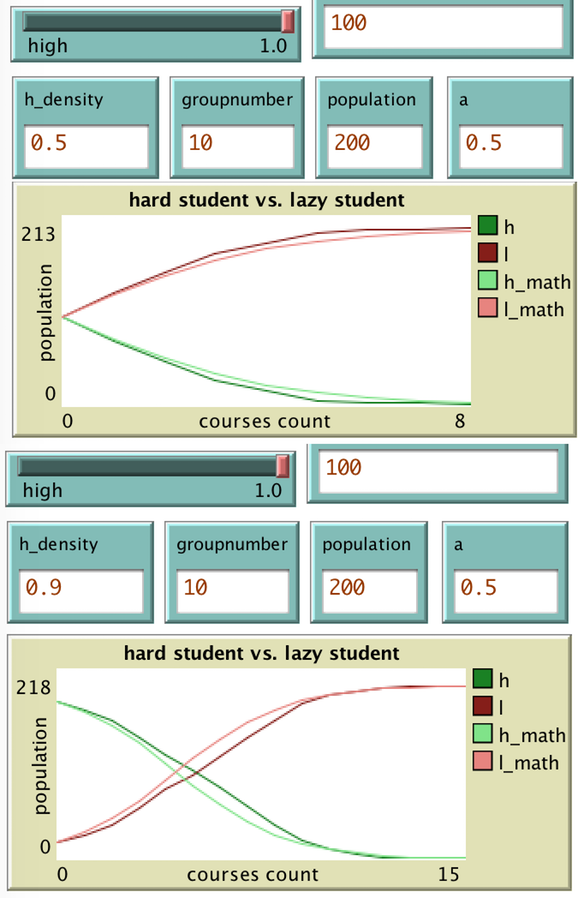 100
high 1.0
h_density groupnumber population a
0.5 10 200 0.5
hard student vs. lazy student
213
population
0
0 courses count 8
h
l
h_math
l_math
100
high 1.0
h_density groupnumber population a
0.9 10 200 0.5
hard student vs. lazy student
218
population
0
0 courses count 15
h
l
h_math
l_math